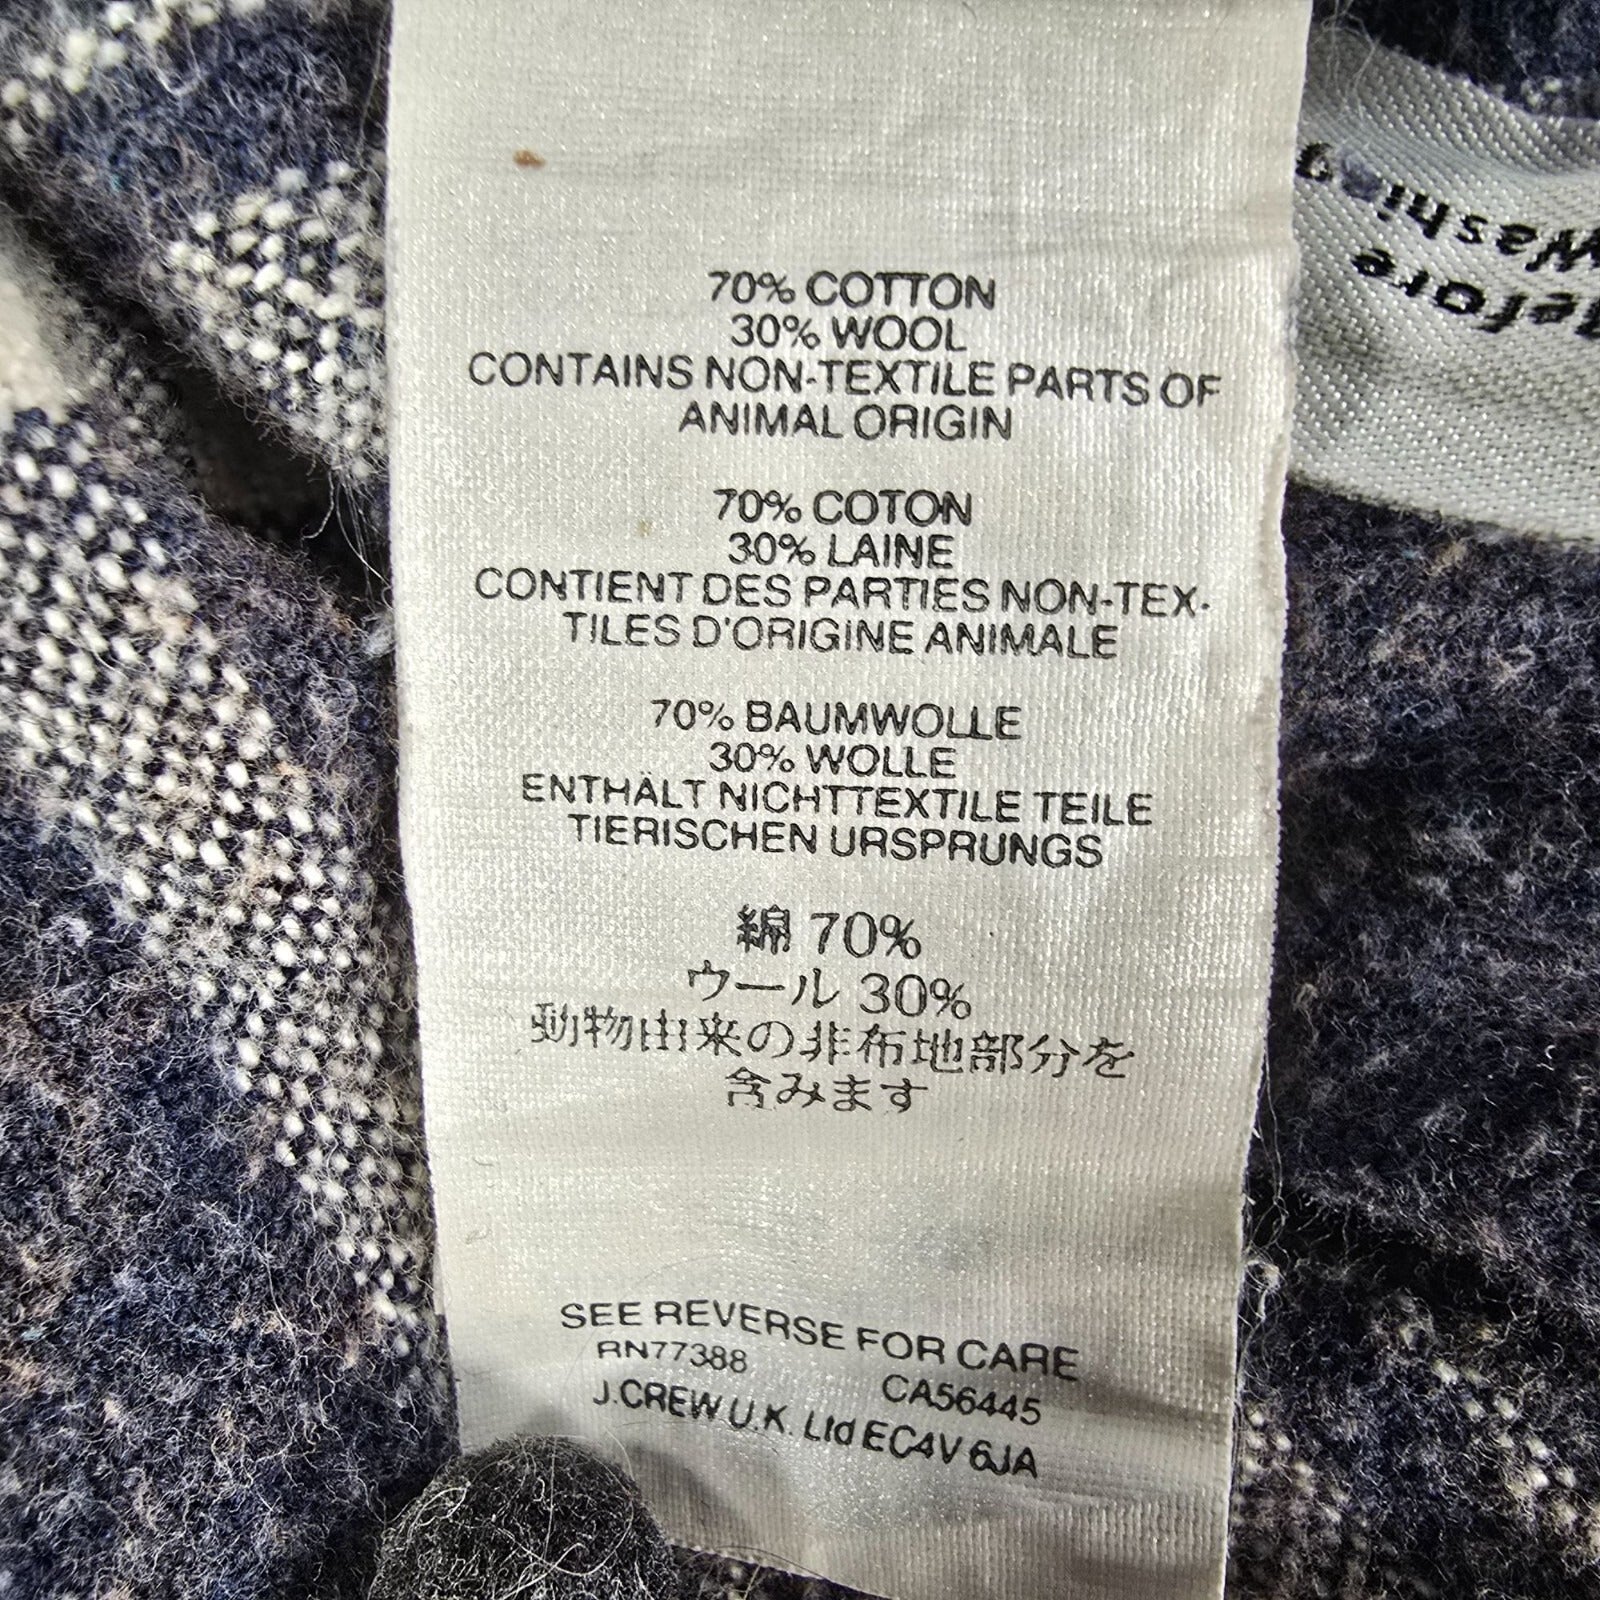 70% COTTON
30% WOOL
CONTAINS NON-TEXTILE PARTS OF
ANIMAL ORIGIN
70% COTON
30% LAINE
CONTIENT DES PARTIES NON-TEX-
TILES D'ORIGINE ANIMALE
70% BAUMWOLLE
30% WOLLE
ENTHÄLT NICHTTEXTILE TEILE
TIERISCHEN URSPRUNGS
綿 70%
ウール 30%
動物由来の非布地部分を
含みます
SEE REVERSE FOR CARE
RN77388 CA56445
J.CREW U.K. Ltd EC4V 6JA
Before
Washing